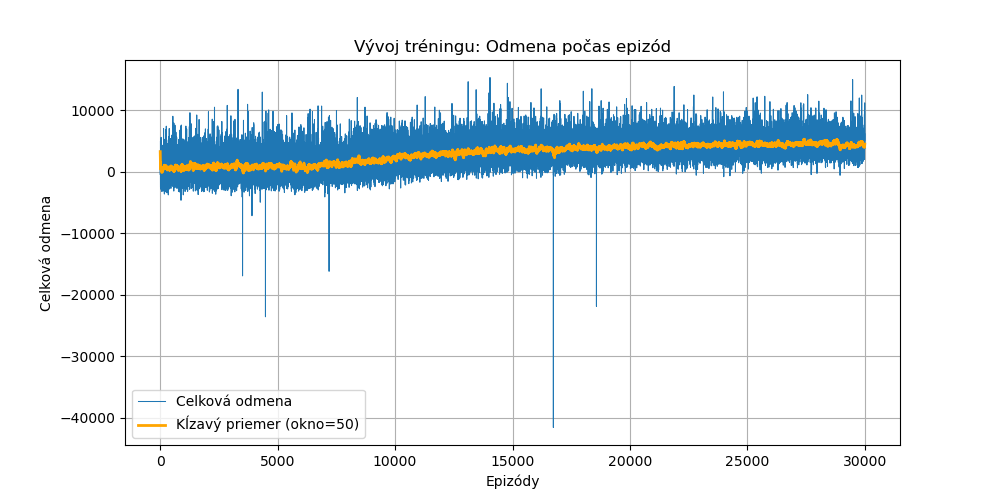 Vývoj tréningu: Odmena počas epizód
Celková odmena
10000
0
−10000
−20000
−30000
−40000
Celková odmena
Kĺzavý priemer (okno=50)
0
5000
10000
15000
20000
25000
30000
Epizódy